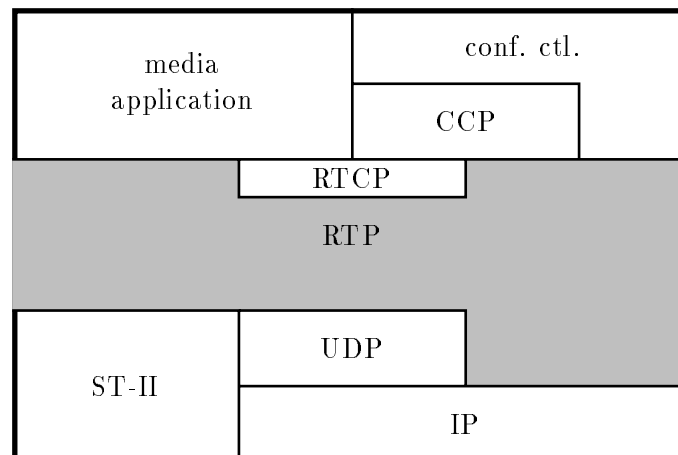 media
application
conf. ctl.
CCP
RTCP
RTP
UDP
ST-II
IP